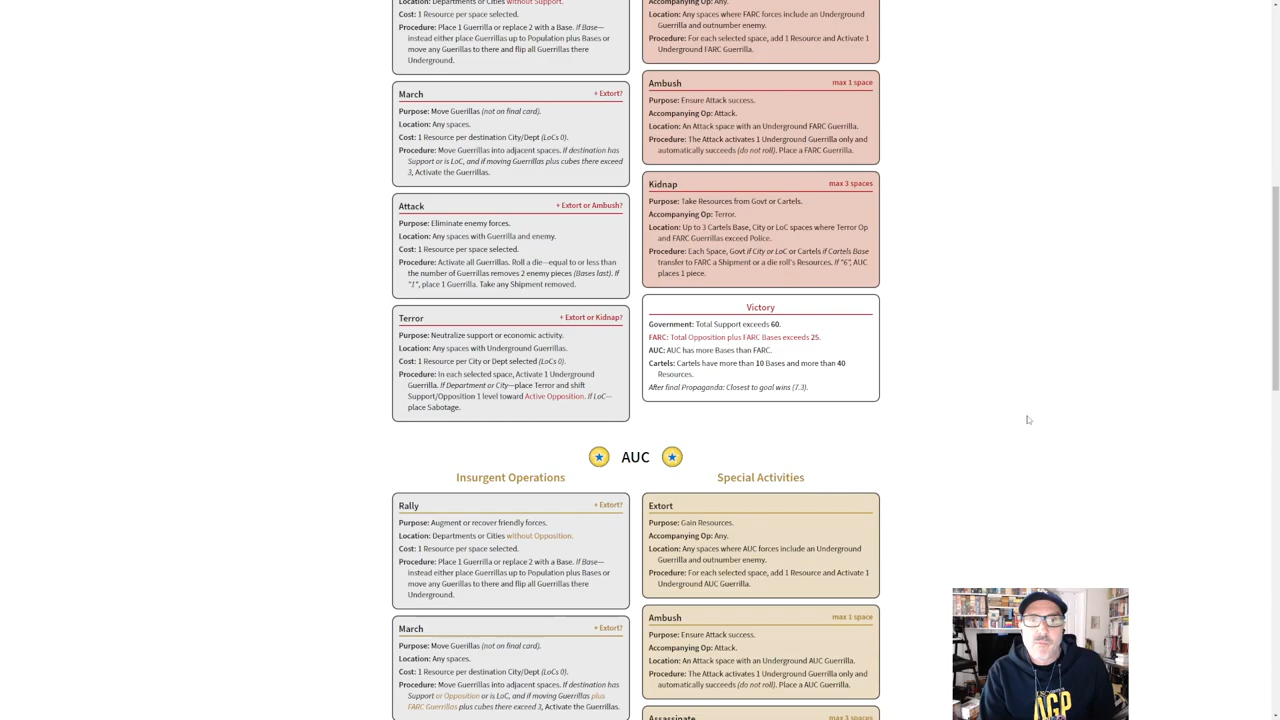 Location: Departments or Cities without Support.
Cost: 1 Resource per space selected.
Procedure: Place 1 Guerrilla or replace 2 with a Base. If Base—
instead either place Guerrillas up to Population plus Bases or
move any Guerillas to there and flip all Guerrillas there
Underground.
March + Extort?
Purpose: Move Guerillas (not on final card).
Location: Any spaces.
Cost: 1 Resource per destination City/Dept (LoCs 0).
Procedure: Move Guerrillas into adjacent spaces. If destination has
Support or is LoC, and if moving Guerrillas plus cubes there exceed
3, Activate the Guerrillas.
Attack + Extort or Ambush?
Purpose: Eliminate enemy forces.
Location: Any spaces with Guerrilla and enemy.
Cost: 1 Resource per space selected.
Procedure: Activate all Guerrillas. Roll a die—equal to or less than
the number of Guerrillas removes 2 enemy pieces (Bases last). If
"1", place 1 Guerrilla. Take any Shipment removed.
Terror + Extort or Kidnap?
Purpose: Neutralize support or economic activity.
Location: Any spaces with Underground Guerrillas.
Cost: 1 Resource per City or Dept selected (LoCs 0).
Procedure: In each selected space, Activate 1 Underground
Guerrilla. If Department or City—place Terror and shift
Support/Opposition 1 level toward Active Opposition. If LoC—
place Sabotage.
Accompanying Op: Any.
Location: Any spaces where FARC forces include an Underground
Guerrilla and outnumber enemy.
Procedure: For each selected space, add 1 Resource and Activate 1
Underground FARC Guerrilla.
Ambush max 1 space
Purpose: Ensure Attack success.
Accompanying Op: Attack.
Location: An Attack space with an Underground FARC Guerrilla.
Procedure: The Attack activates 1 Underground Guerrilla only and
automatically succeeds (do not roll). Place a FARC Guerrilla.
Kidnap max 3 spaces
Purpose: Take Resources from Govt or Cartels.
Accompanying Op: Terror.
Location: Up to 3 Cartels Base, City or LoC spaces where Terror Op
and FARC Guerrillas exceed Police.
Procedure: Each Space, Govt if City or LoC or Cartels if Cartels Base
transfer to FARC a Shipment or a die roll's Resources. If "6", AUC
places 1 piece.
Victory
Government: Total Support exceeds 60.
FARC: Total Opposition plus FARC Bases exceeds 25.
AUC: AUC has more Bases than FARC.
Cartels: Cartels have more than 10 Bases and more than 40
Resources.
After final Propaganda: Closest to goal wins (7.3).
AUC
Insurgent Operations
Special Activities
Rally + Extort?
Purpose: Augment or recover friendly forces.
Location: Departments or Cities without Opposition.
Cost: 1 Resource per space selected.
Procedure: Place 1 Guerrilla or replace 2 with a Base. If Base—
instead either place Guerrillas up to Population plus Bases or
move any Guerillas to there and flip all Guerrillas there
Underground.
March + Extort?
Purpose: Move Guerrillas (not on final card).
Location: Any spaces.
Cost: 1 Resource per destination City/Dept (LoCs 0).
Procedure: Move Guerrillas into adjacent spaces. If destination has
Support or Opposition or is LoC, and if moving Guerrillas plus
FARC Guerrillas plus cubes there exceed 3, Activate the Guerrillas.
Extort
Purpose: Gain Resources.
Accompanying Op: Any.
Location: Any spaces where AUC forces include an Underground
Guerrilla and outnumber enemy.
Procedure: For each selected space, add 1 Resource and Activate 1
Underground AUC Guerrilla.
Ambush max 1 space
Purpose: Ensure Attack success.
Accompanying Op: Attack.
Location: An Attack space with an Underground AUC Guerrilla.
Procedure: The Attack activates 1 Underground Guerrilla only and
automatically succeeds (do not roll). Place a AUC Guerrilla.
Assassinate max 3 spaces
AGP